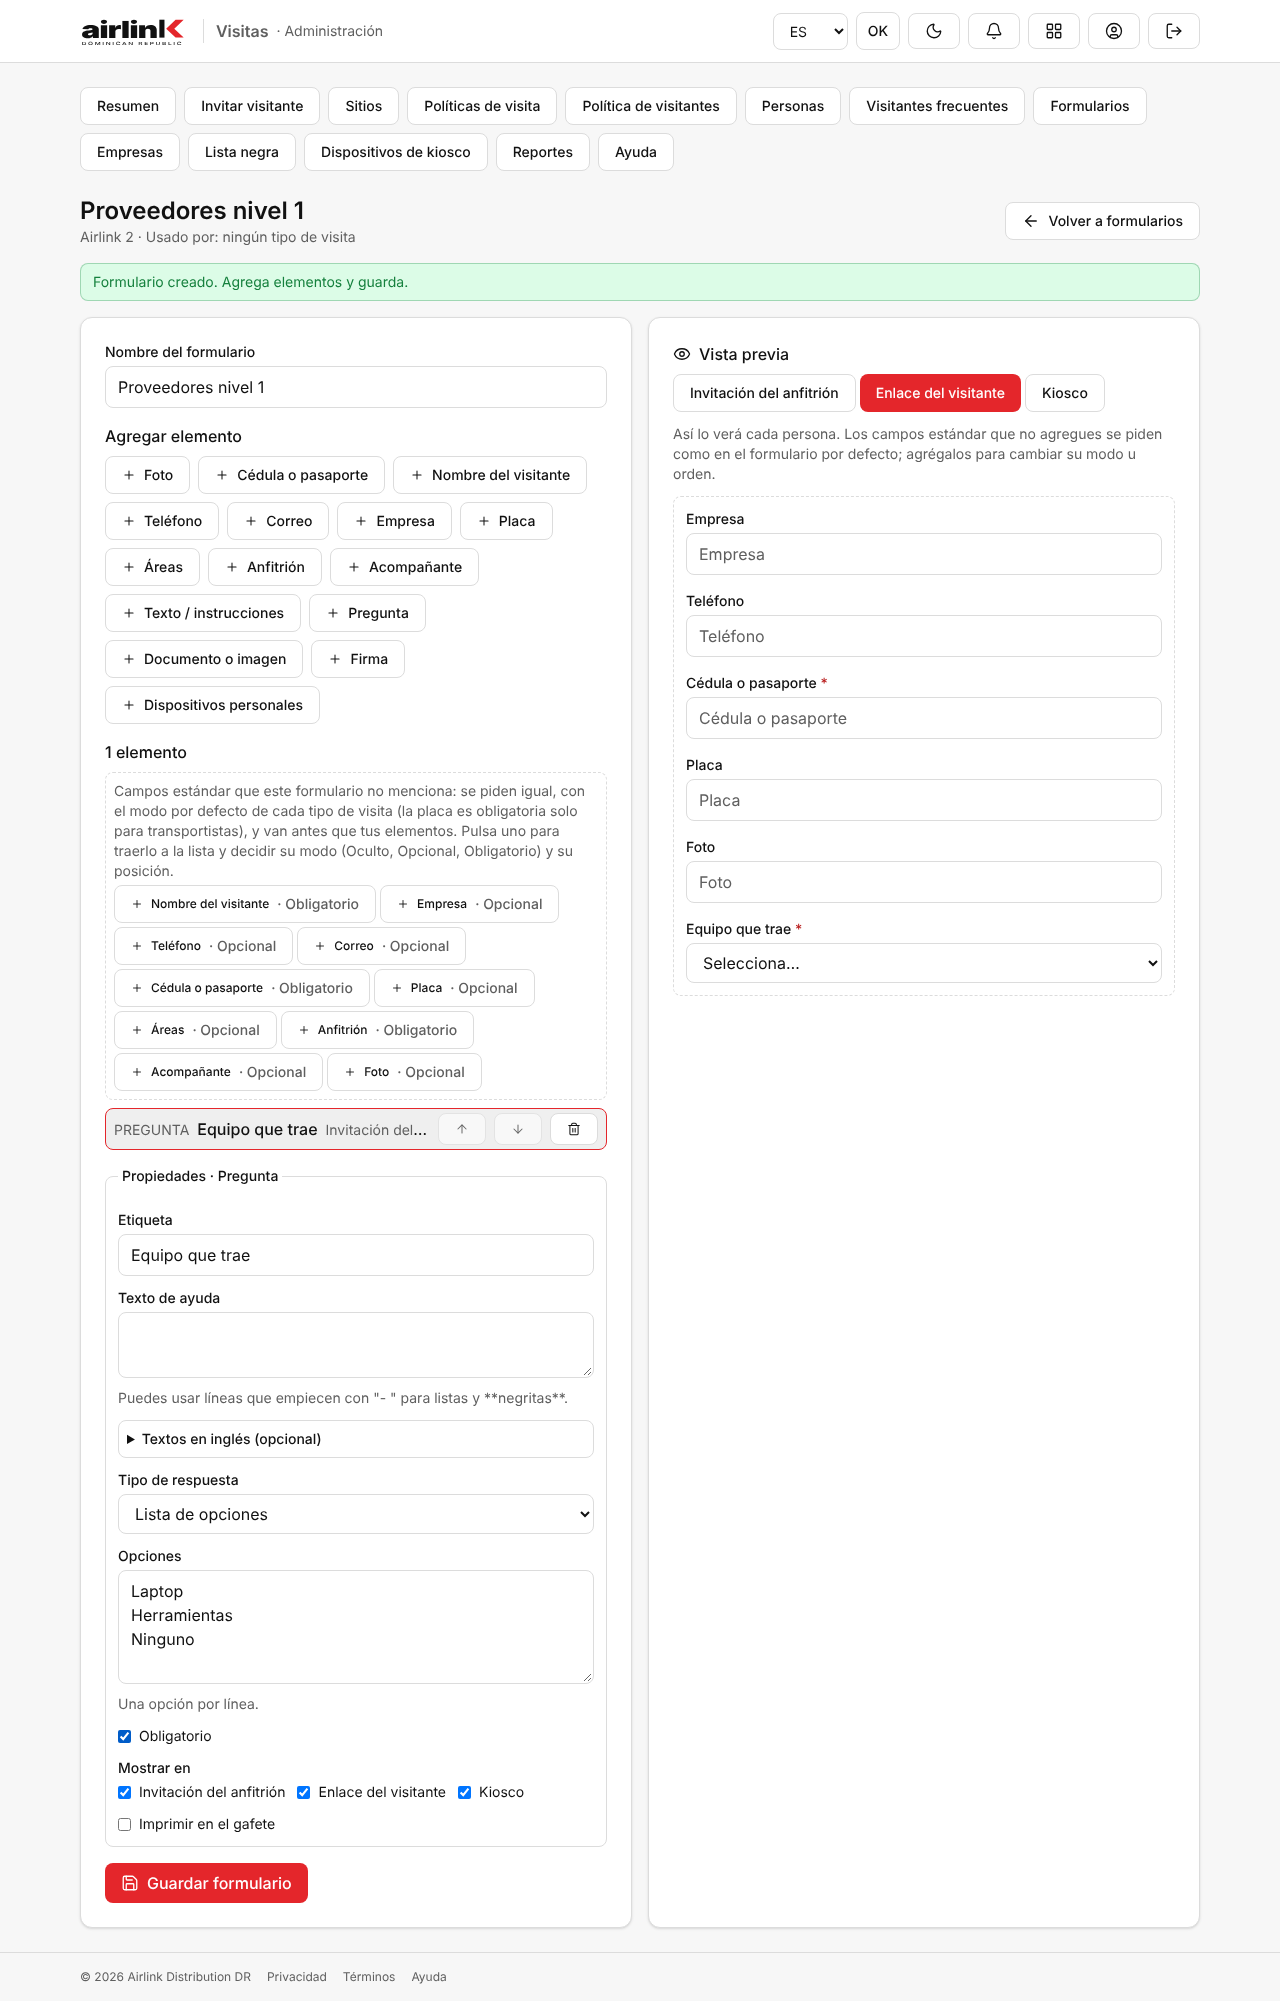 airlink
DOMINICAN REPUBLIC
Visitas · Administración
ES
OK
Resumen
Invitar visitante
Sitios
Políticas de visita
Política de visitantes
Personas
Visitantes frecuentes
Formularios
Empresas
Lista negra
Dispositivos de kiosco
Reportes
Ayuda
Proveedores nivel 1
Airlink 2 · Usado por: ningún tipo de visita
Volver a formularios
Formulario creado. Agrega elementos y guarda.
Nombre del formulario
Proveedores nivel 1
Agregar elemento
+ Foto
+ Cédula o pasaporte
+ Nombre del visitante
+ Teléfono
+ Correo
+ Empresa
+ Placa
+ Áreas
+ Anfitrión
+ Acompañante
+ Texto / instrucciones
+ Pregunta
+ Documento o imagen
+ Firma
+ Dispositivos personales
1 elemento
Campos estándar que este formulario no menciona: se piden igual, con
el modo por defecto de cada tipo de visita (la placa es obligatoria solo
para transportistas), y van antes que tus elementos. Pulsa uno para
traerlo a la lista y decidir su modo (Oculto, Opcional, Obligatorio) y su
posición.
+ Nombre del visitante · Obligatorio
+ Empresa · Opcional
+ Teléfono · Opcional
+ Correo · Opcional
+ Cédula o pasaporte · Obligatorio
+ Placa · Opcional
+ Áreas · Opcional
+ Anfitrión · Obligatorio
+ Acompañante · Opcional
+ Foto · Opcional
PREGUNTA Equipo que trae Invitación del…
Propiedades · Pregunta
Etiqueta
Equipo que trae
Texto de ayuda
Puedes usar líneas que empiecen con "- " para listas y **negritas**.
Textos en inglés (opcional)
Tipo de respuesta
Lista de opciones
Opciones
Laptop
Herramientas
Ninguno
Una opción por línea.
Obligatorio
Mostrar en
Invitación del anfitrión
Enlace del visitante
Kiosco
Imprimir en el gafete
Guardar formulario
Vista previa
Invitación del anfitrión
Enlace del visitante
Kiosco
Así lo verá cada persona. Los campos estándar que no agregues se piden
como en el formulario por defecto; agrégalos para cambiar su modo u
orden.
Empresa
Empresa
Teléfono
Teléfono
Cédula o pasaporte *
Cédula o pasaporte
Placa
Placa
Foto
Foto
Equipo que trae *
Selecciona...
© 2026 Airlink Distribution DR
Privacidad
Términos
Ayuda